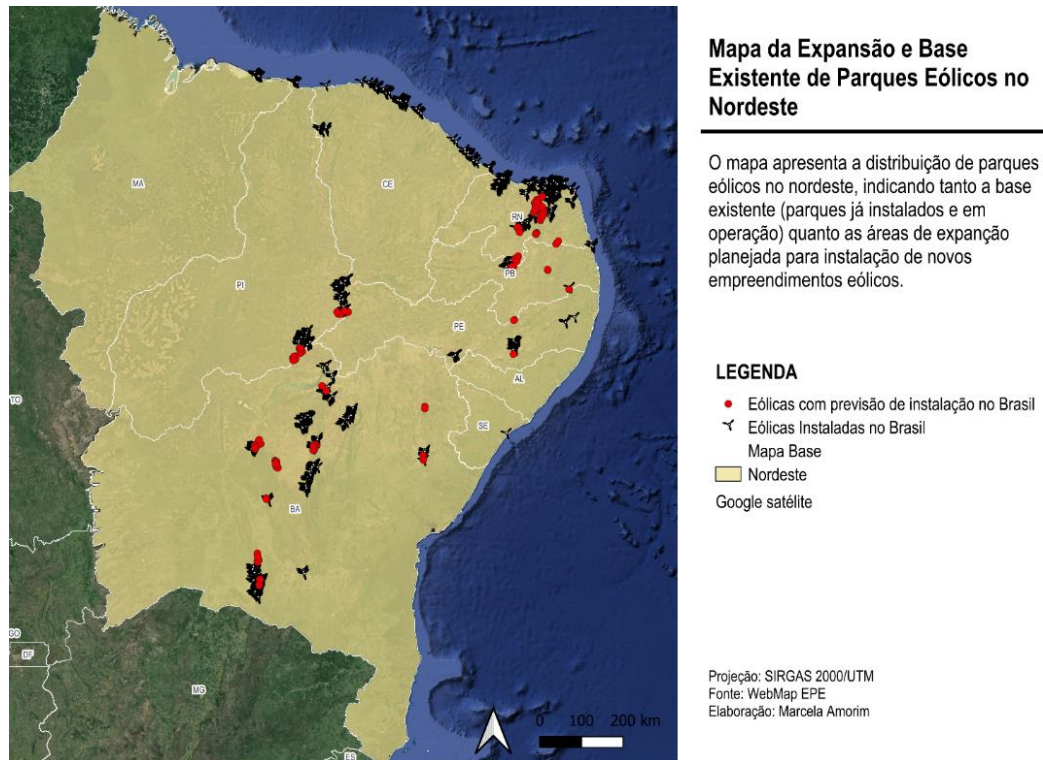 Mapa da Expansão e Base
Existente de Parques Eólicos no
Nordeste
O mapa apresenta a distribuição de parques
eólicos no nordeste, indicando tanto a base
existente (parques já instalados e em
operação) quanto as áreas de expanção
planejada para instalação de novos
empreendimentos eólicos.
LEGENDA
Eólicas com previsão de instalação no Brasil
Eólicas Instaladas no Brasil
Mapa Base
Nordeste
Google satélite
Projeção: SIRGAS 2000/UTM
Fonte: WebMap EPE
Elaboração: Marcela Amorim
MA
CE
RN
PB
PI
PE
AL
TO
SE
BA
GO
DF
MG
ES
0 100 200 km